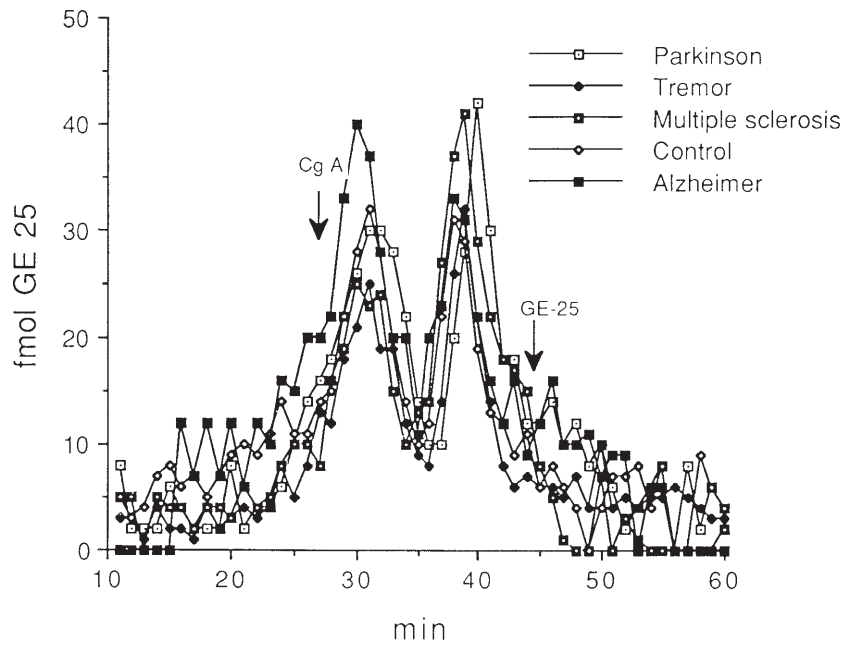 50
40
30
20
10
0
fmol GE 25
10 20 30 40 50 60
min
Cg A
GE-25
Parkinson
Tremor
Multiple sclerosis
Control
Alzheimer